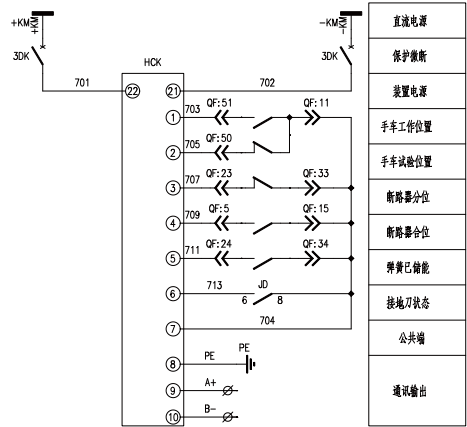 +KM
+KM
-KM
-KM
直流电源
3DK
HCK
3DK
保护微断
701
702
22
21
装置电源
703
QF:51
QF:11
1
手车工作位置
705
QF:50
2
手车试验位置
707
QF:23
QF:33
3
断路器分位
709
QF:5
QF:15
4
断路器合位
711
QF:24
QF:34
5
弹簧已储能
713
JD
6
6
8
接地刀状态
704
7
公共端
PE
PE
8
A+
9
通讯输出
B-
10